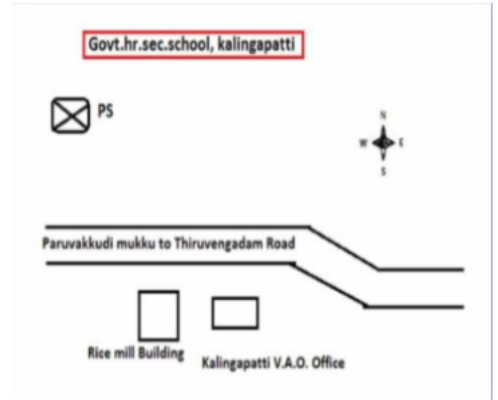 Govt.hr.sec.school, kalingapatti
PS
N
W E
S
Paruvakkudi mukku to Thiruvengadam Road
Rice mill Building
Kalingapatti V.A.O. Office